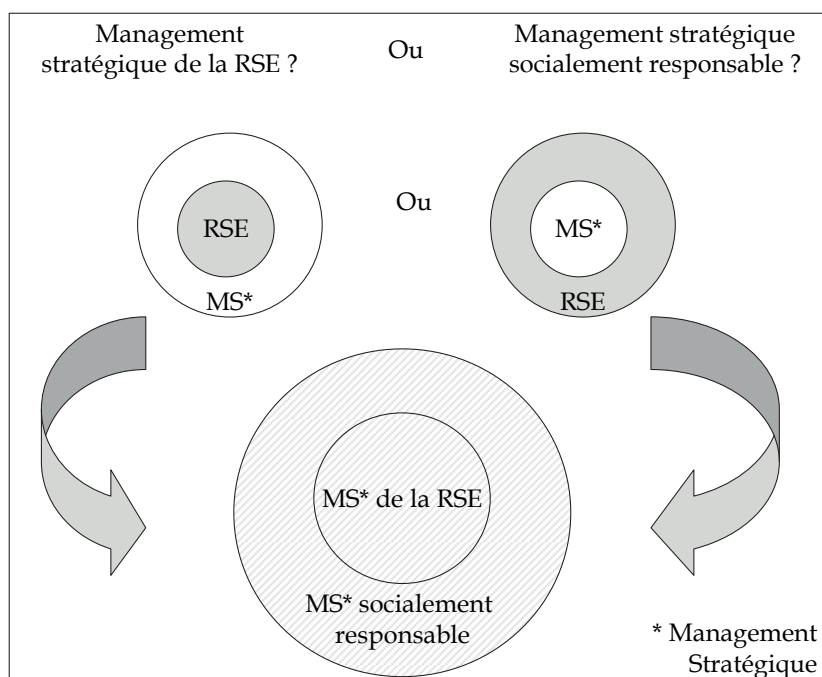 Management
stratégique de la RSE ?
Ou
Management stratégique
socialement responsable ?
RSE
MS*
Ou
MS*
RSE
MS* de la RSE
MS* socialement
responsable
* Management
Stratégique